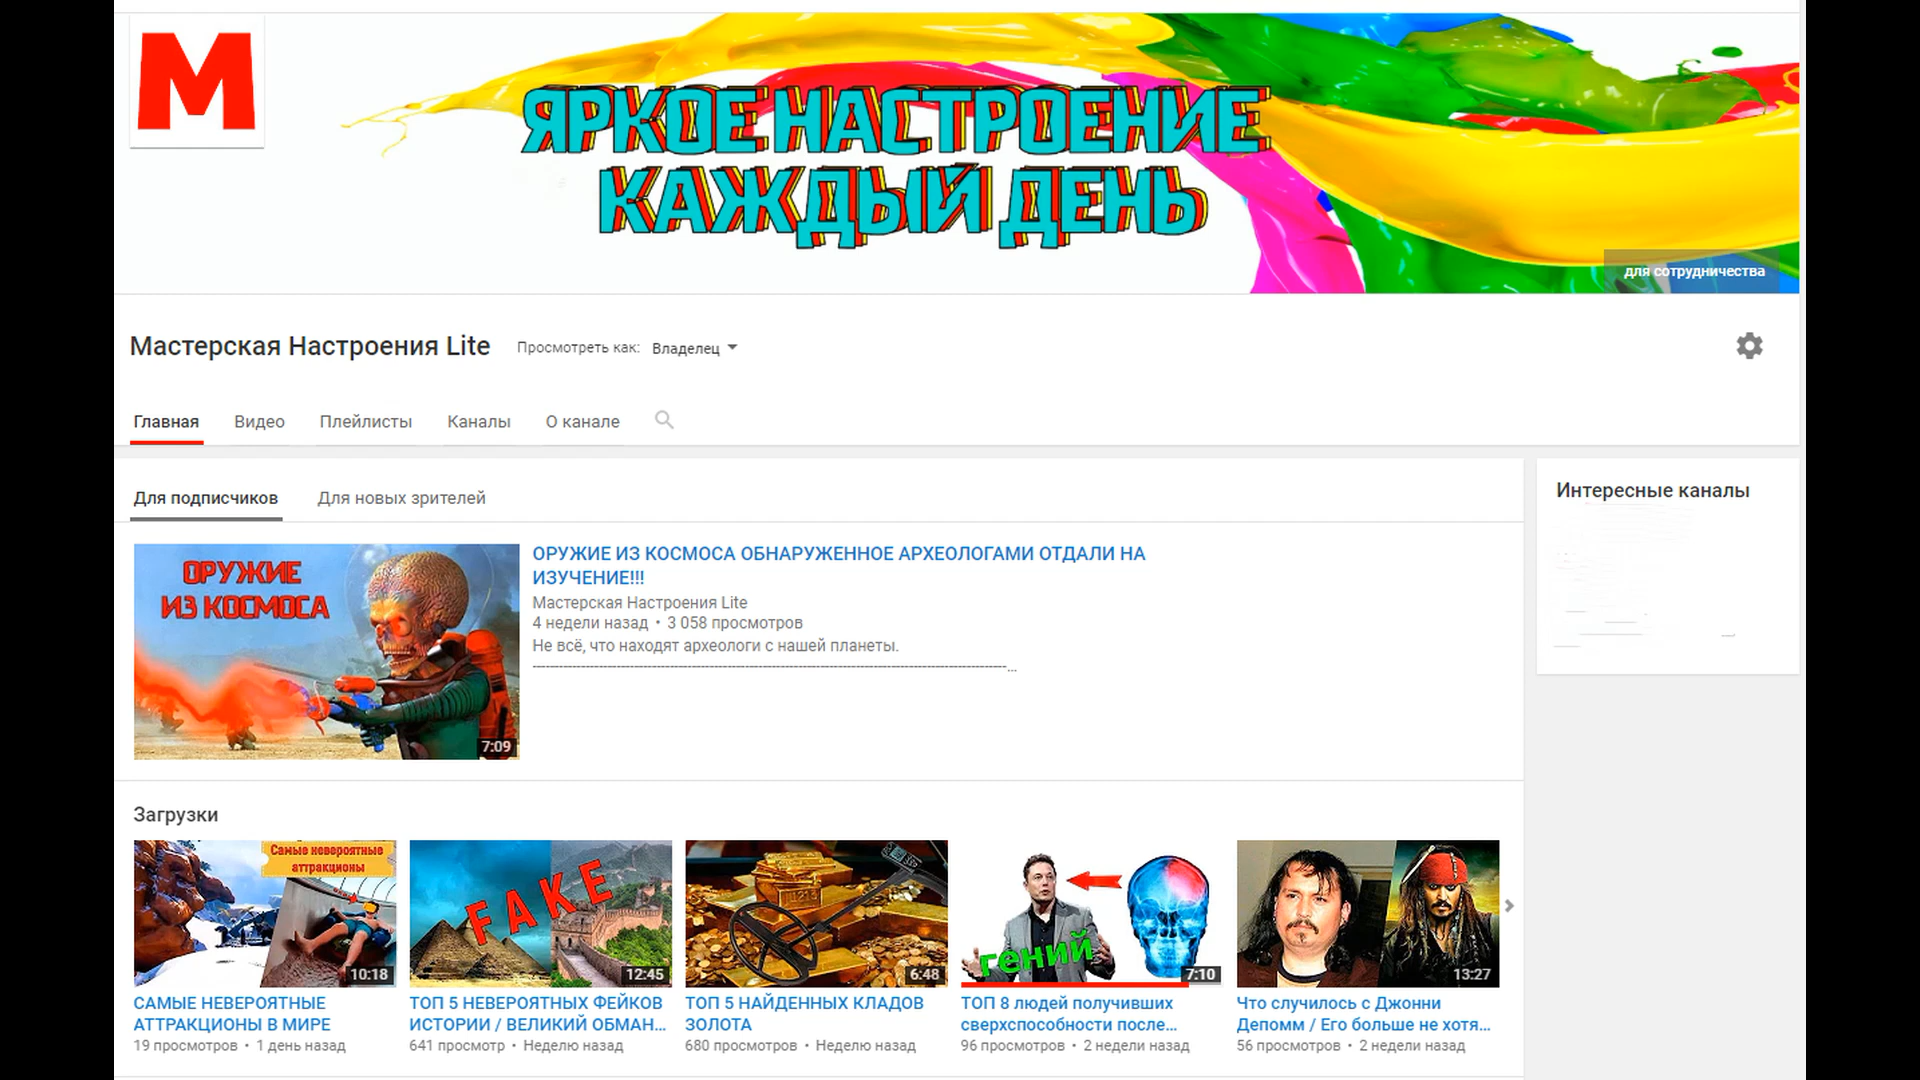 М
ЯРКОЕ НАСТРОЕНИЕ
КАЖДЫЙ ДЕНЬ
для сотрудничества
Мастерская Настроения Lite
Просмотреть как: Владелец
Главная Видео Плейлисты Каналы О канале
Для подписчиков Для новых зрителей
Интересные каналы
ОРУЖИЕ
ИЗ КОСМОСА
7:09
ОРУЖИЕ ИЗ КОСМОСА ОБНАРУЖЕННОЕ АРХЕОЛОГАМИ ОТДАЛИ НА
ИЗУЧЕНИЕ!!!
Мастерская Настроения Lite
4 недели назад • 3 058 просмотров
Не всё, что находят археологи с нашей планеты.
Загрузки
Самые невероятные
аттракционы
10:18
САМЫЕ НЕВЕРОЯТНЫЕ
АТТРАКЦИОНЫ В МИРЕ
19 просмотров • 1 день назад
FAKE
12:45
ТОП 5 НЕВЕРОЯТНЫХ ФЕЙКОВ
ИСТОРИИ / ВЕЛИКИЙ ОБМАН...
641 просмотр • Неделю назад
6:48
ТОП 5 НАЙДЕННЫХ КЛАДОВ
ЗОЛОТА
680 просмотров • Неделю назад
гений
7:10
ТОП 8 людей получивших
сверхспособности после...
96 просмотров • 2 недели назад
13:27
Что случилось с Джонни
Депомм / Его больше не хотя...
56 просмотров • 2 недели назад